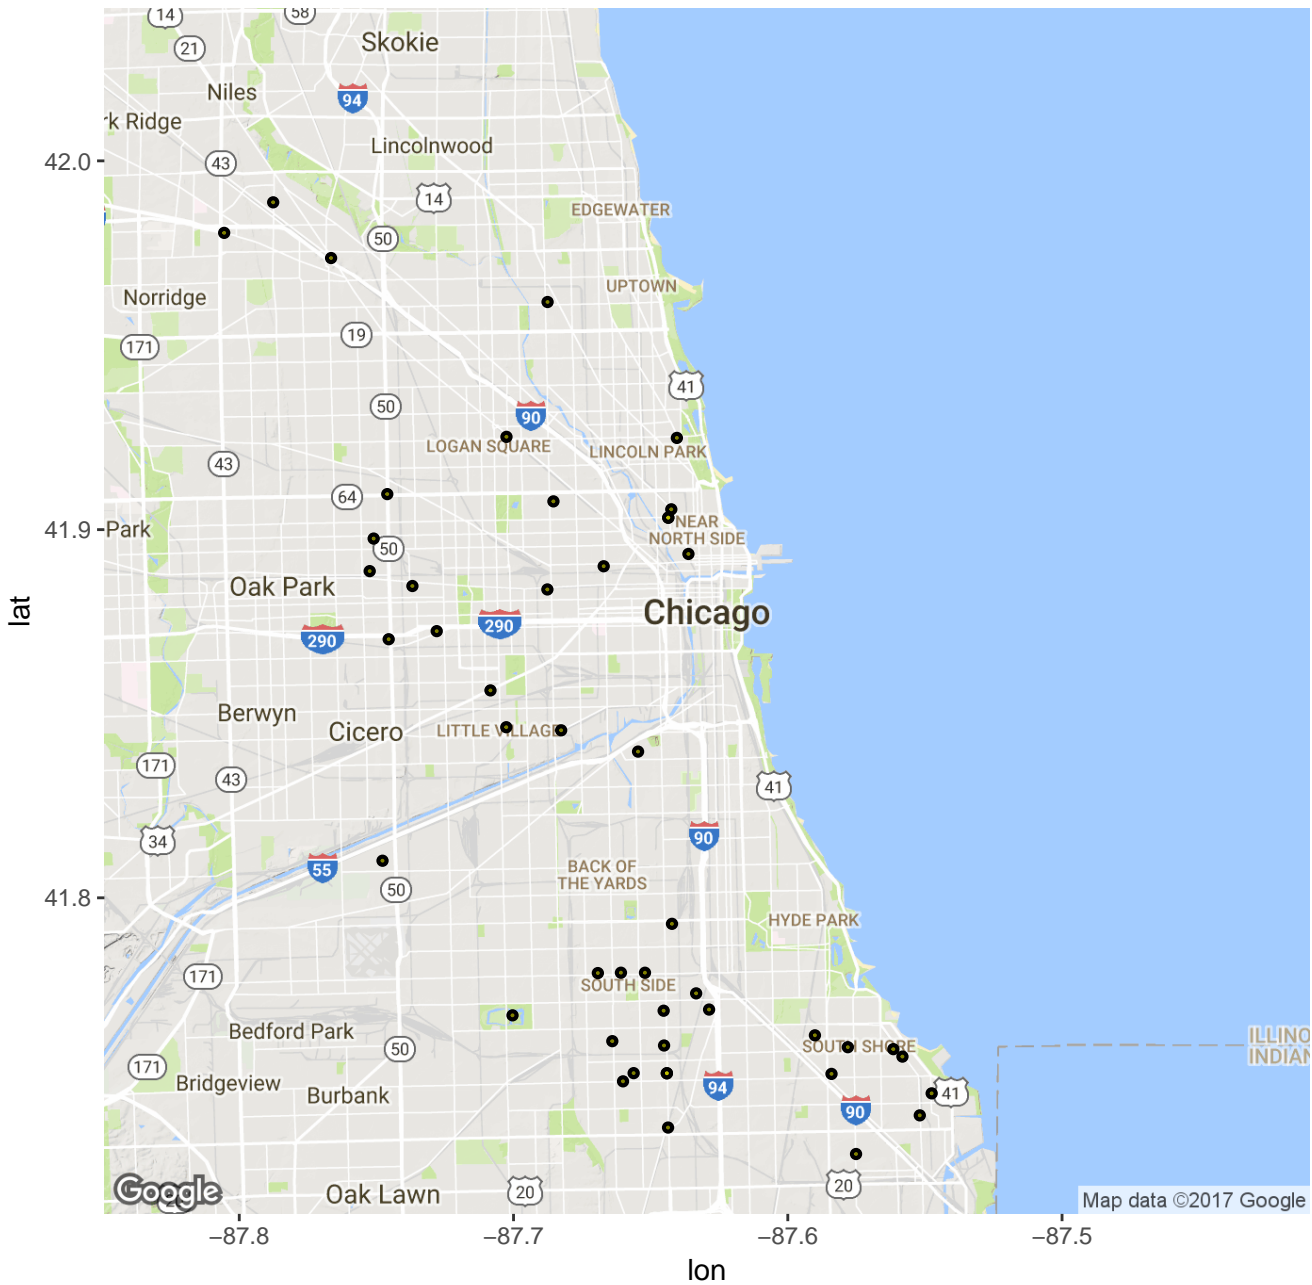 14
58
21
Skokie
Niles
94
rk Ridge
Lincolnwood
42.0
43
14
EDGEWATER
50
UPTOWN
Norridge
19
171
41
50
90
LOGAN SQUARE
LINCOLN PARK
43
64
41.9
Park
NEAR
NORTH SIDE
50
Oak Park
Chicago
290
290
lat
Berwyn
Cicero
LITTLE VILLAGE
171
43
41
34
90
55
BACK OF
THE YARDS
50
41.8
HYDE PARK
171
SOUTH SIDE
Bedford Park
50
SOUTH SHORE
ILLINO
INDIAN
171
Bridgeview
Burbank
94
41
90
Google
Oak Lawn
20
20
Map data ©2017 Google
−87.8
−87.7
−87.6
−87.5
lon